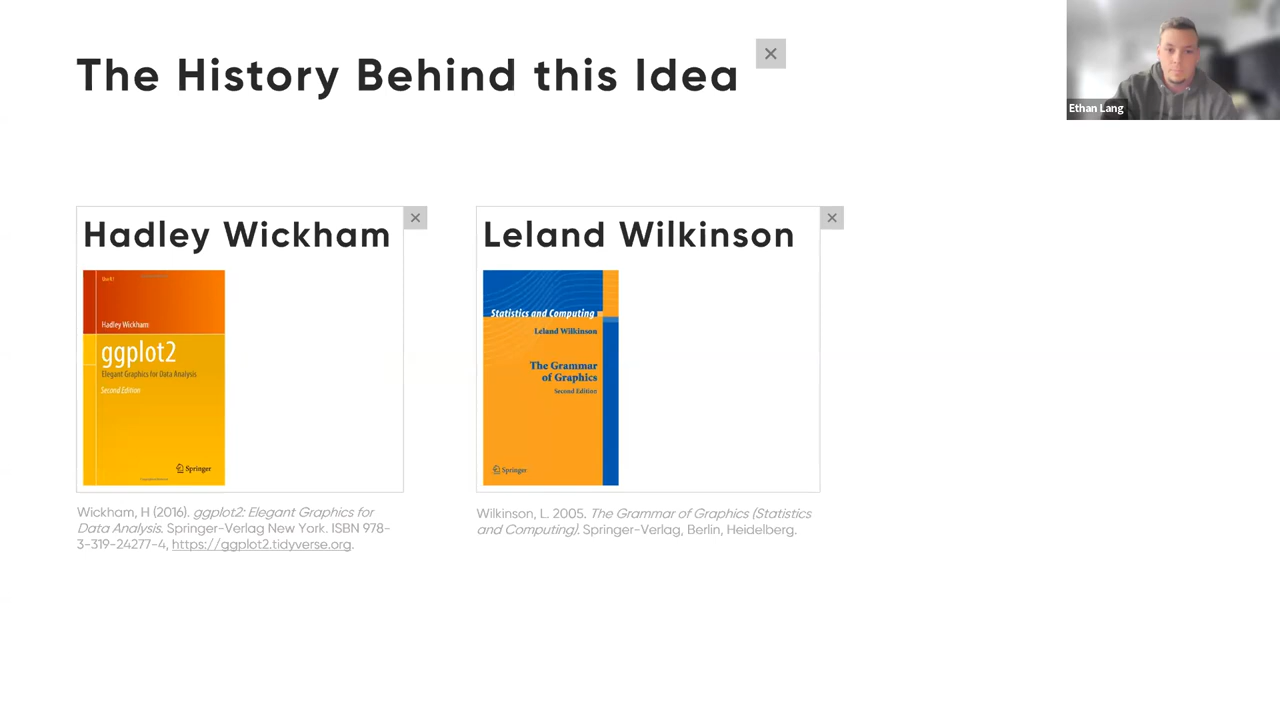 The History Behind this Idea
Ethan Lang
Hadley Wickham
Use R!
Hadley Wickham
ggplot2
Elegant Graphics for Data Analysis
Second Edition
Springer
Wickham, H (2016). ggplot2: Elegant Graphics for
Data Analysis. Springer-Verlag New York. ISBN 978-
3-319-24277-4, https://ggplot2.tidyverse.org.
Leland Wilkinson
Statistics and Computing
Leland Wilkinson
The Grammar
of Graphics
Second Edition
Springer
Wilkinson, L. 2005. The Grammar of Graphics (Statistics
and Computing). Springer-Verlag, Berlin, Heidelberg.